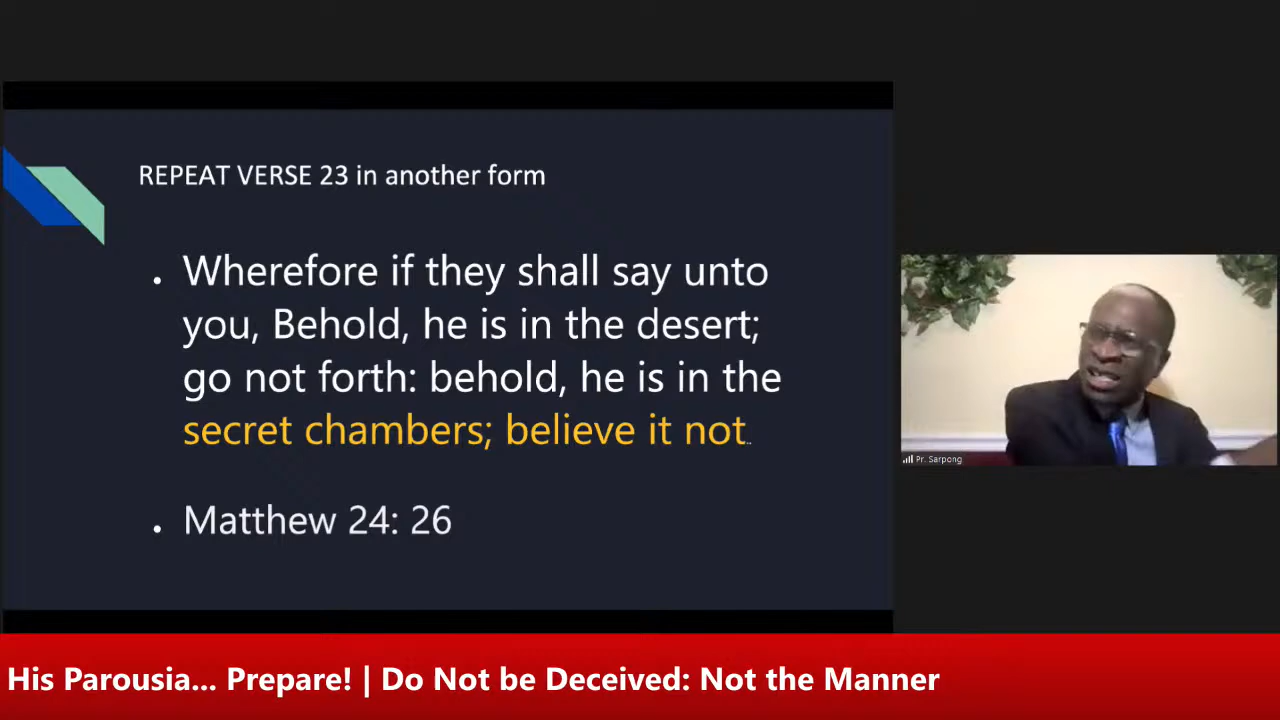 REPEAT VERSE 23 in another form
• Wherefore if they shall say unto
you, Behold, he is in the desert;
go not forth: behold, he is in the
secret chambers; believe it not..
• Matthew 24: 26
Pr. Sarpong
His Parousia... Prepare! | Do Not be Deceived: Not the Manner